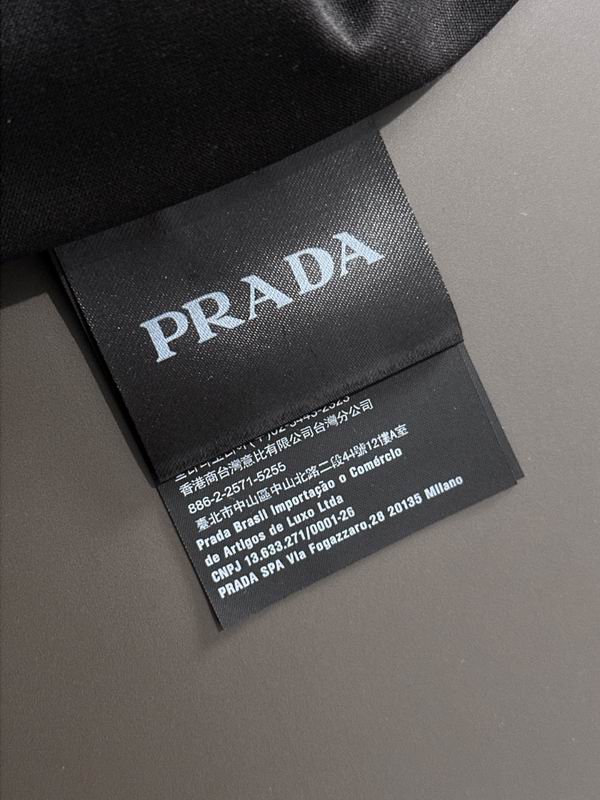 PRADA
02-3443-2323
香港商台灣意比有限公司台灣分公司
886-2-2571-5255
臺北市中山區中山北路二段44號12樓A室
Prada Brasil Importação o Comércio
de Artigos de Luxo Ltda
CNPJ 13.633.271/0001-26
PRADA SPA Via Fogazzaro,28 20135 Milano